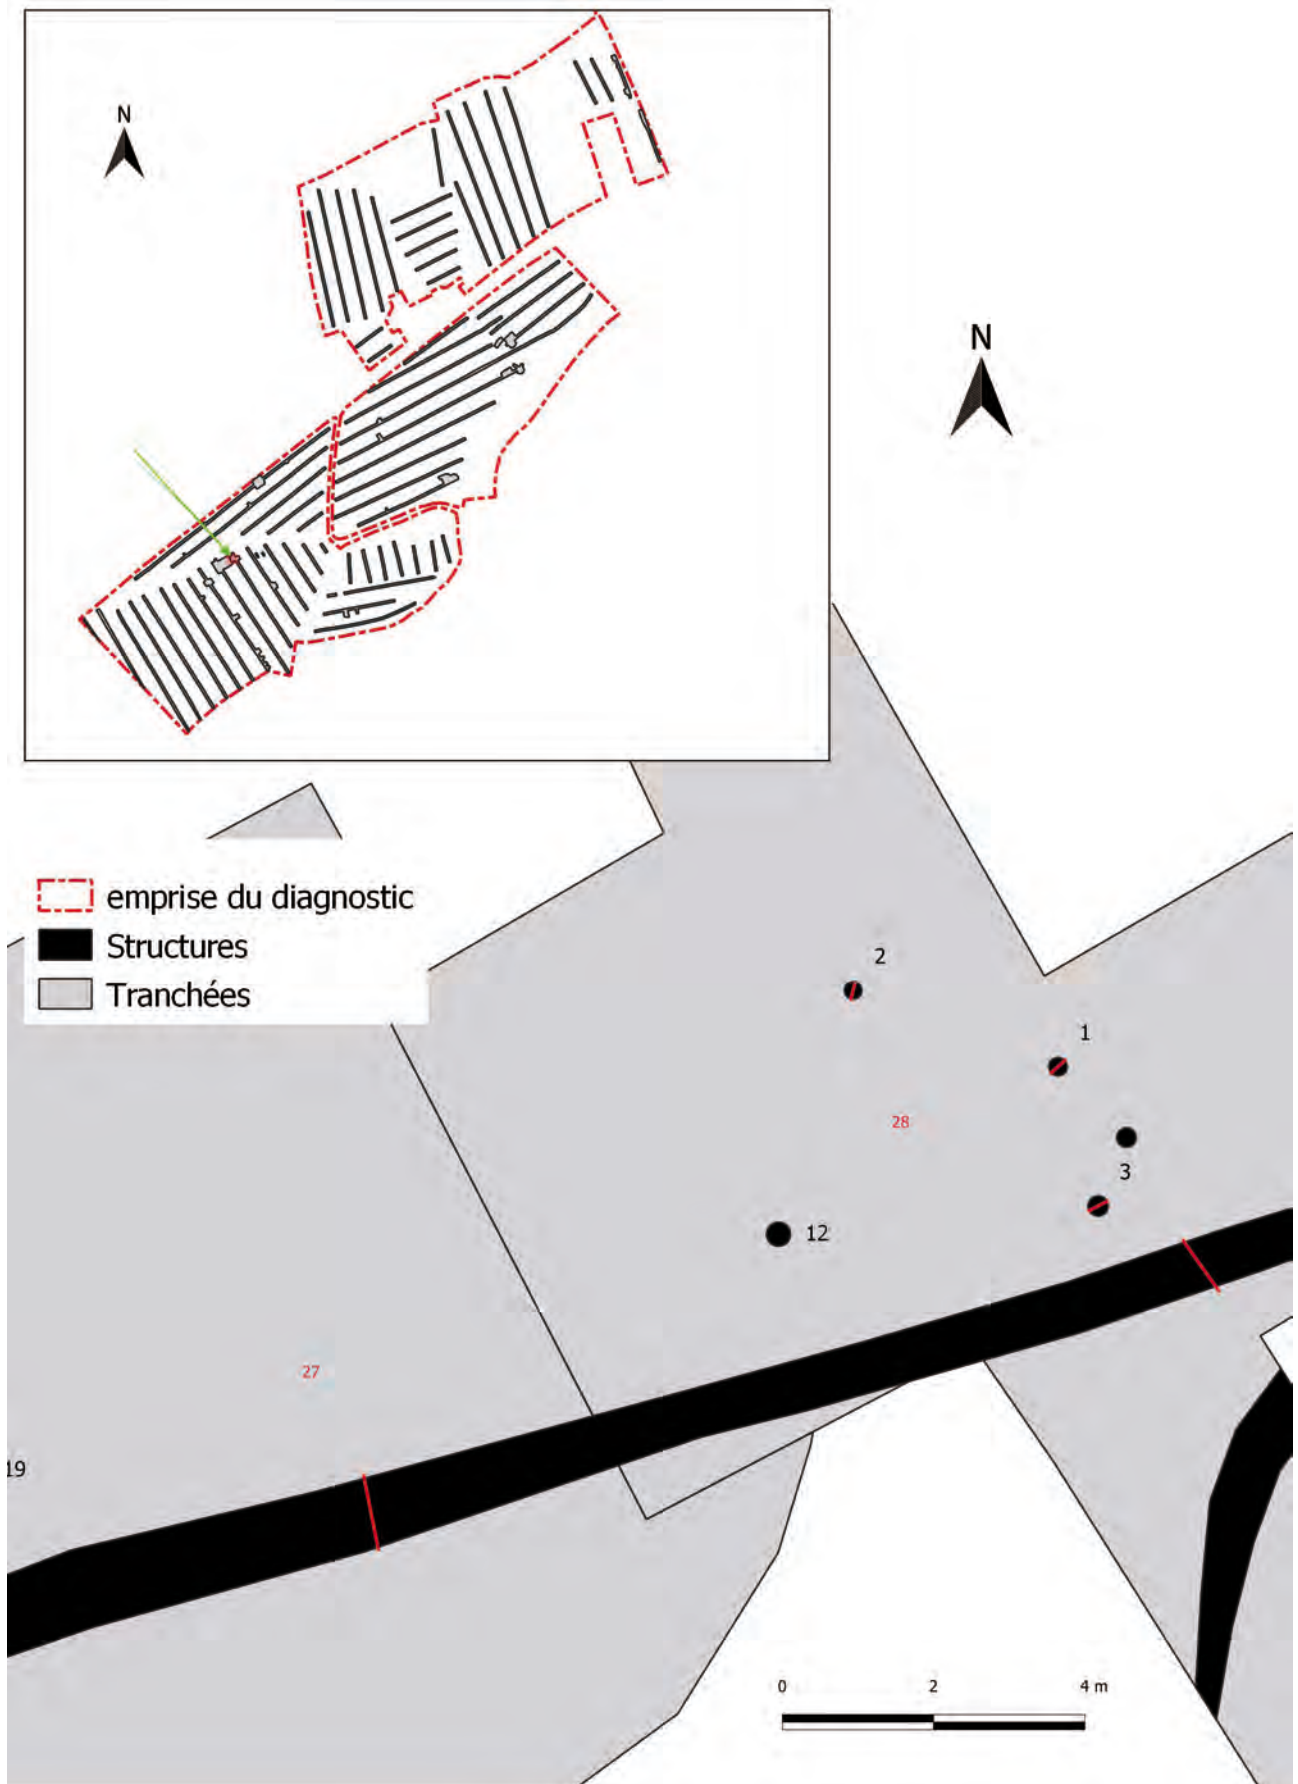 N
N
emprise du diagnostic
Structures
Tranchées
2
1
28
3
12
27
19
0 2 4 m